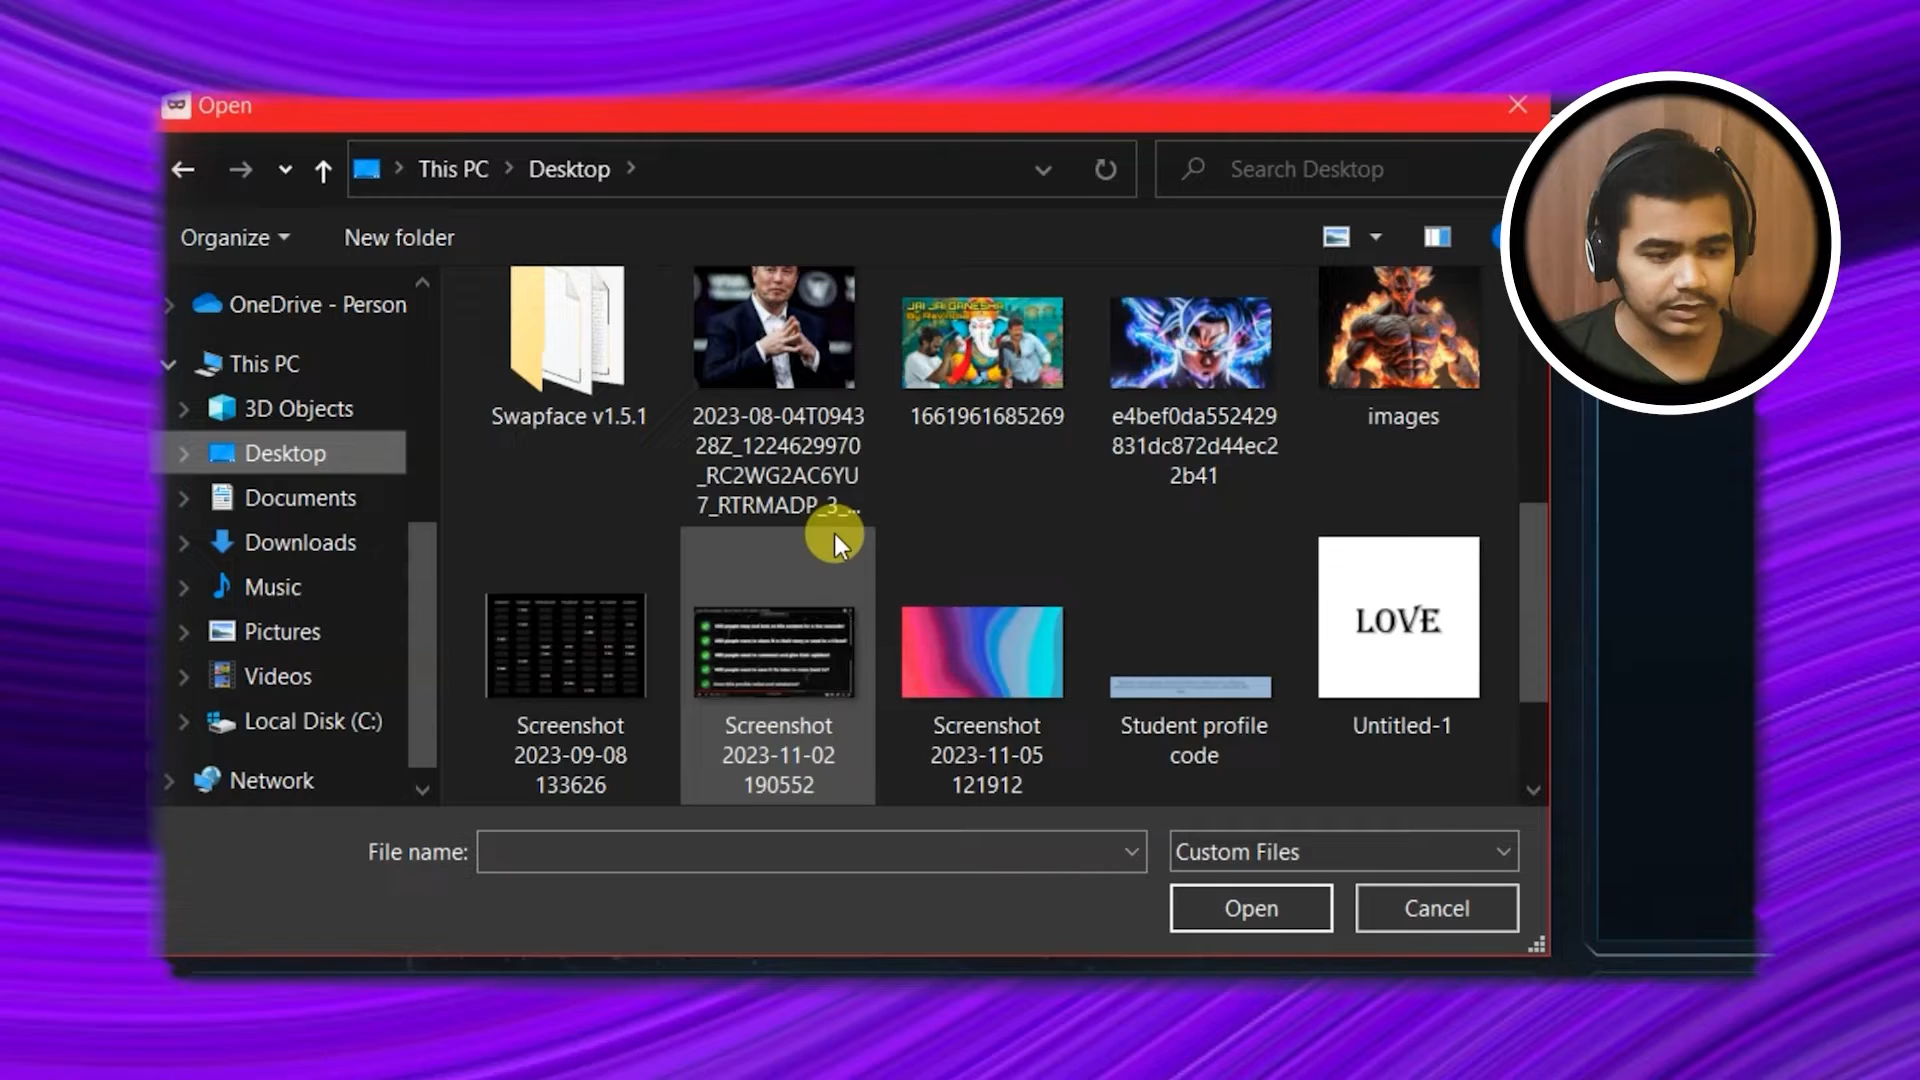 Open
This PC
Desktop
Search Desktop
Organize
New folder
OneDrive - Person
This PC
3D Objects
Desktop
Documents
Downloads
Music
Pictures
Videos
Local Disk (C:)
Network
JAI JAI GANESHA
Swapface v1.5.1
2023-08-04T0943
28Z_1224629970
_RC2WG2AC6YU
7_RTRMADP_3_...
1661961685269
e4bef0da552429
831dc872d44ec2
2b41
images
LOVE
Screenshot
2023-09-08
133626
Screenshot
2023-11-02
190552
Screenshot
2023-11-05
121912
Student profile
code
Untitled-1
File name:
Custom Files
Open
Cancel